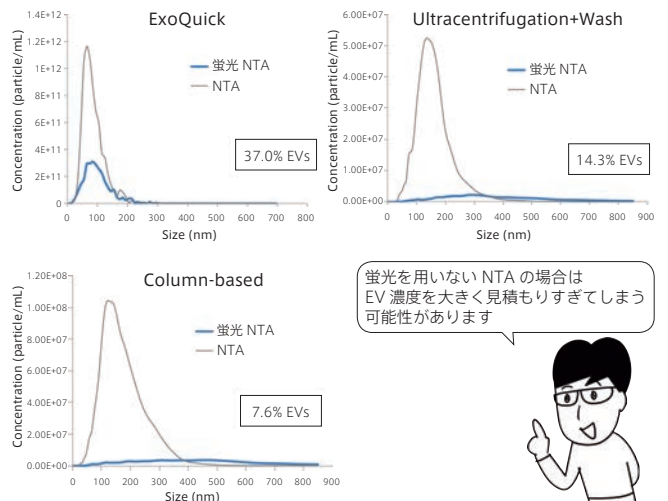 ExoQuick
1.4E+12
1.2E+12
1E+12
8E+11
6E+11
4E+11
2E+11
0
Concentration (particle/mL)
蛍光 NTA
NTA
37.0% EVs
0 100 200 300 400 500 600 700 800
Size (nm)
Ultracentrifugation+Wash
6.00E+07
5.00E+07
4.00E+07
3.00E+07
2.00E+07
1.00E+07
0.00E+00
Concentration (particle/mL)
蛍光 NTA
NTA
14.3% EVs
0 100 200 300 400 500 600 700 800 900
Size (nm)
Column-based
1.20E+08
1.00E+08
8.00E+07
6.00E+07
4.00E+07
2.00E+07
0.00E+00
Concentration (particle/mL)
蛍光 NTA
NTA
7.6% EVs
0 100 200 300 400 500 600 700 800 900
Size (nm)
蛍光を用いない NTA の場合は
EV 濃度を大きく見積もりすぎてしまう
可能性があります